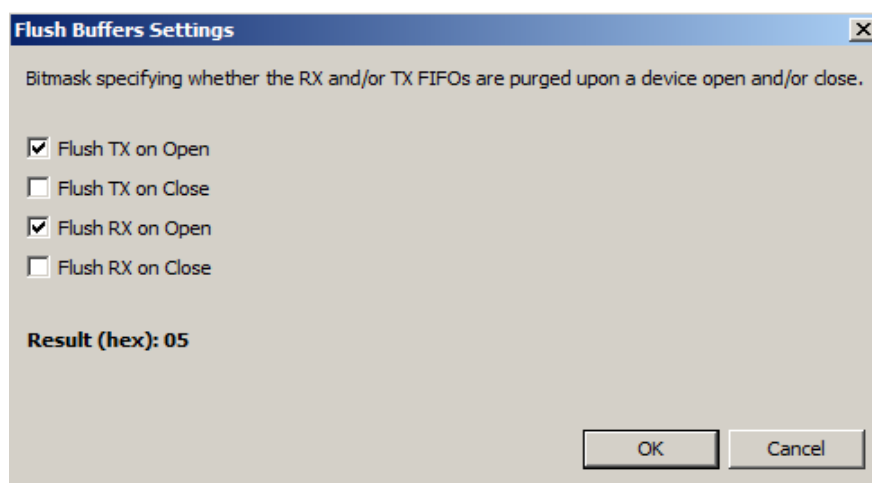 Flush Buffers Settings
Bitmask specifying whether the RX and/or TX FIFOs are purged upon a device open and/or close.
Flush TX on Open
Flush TX on Close
Flush RX on Open
Flush RX on Close
Result (hex): 05
OK Cancel